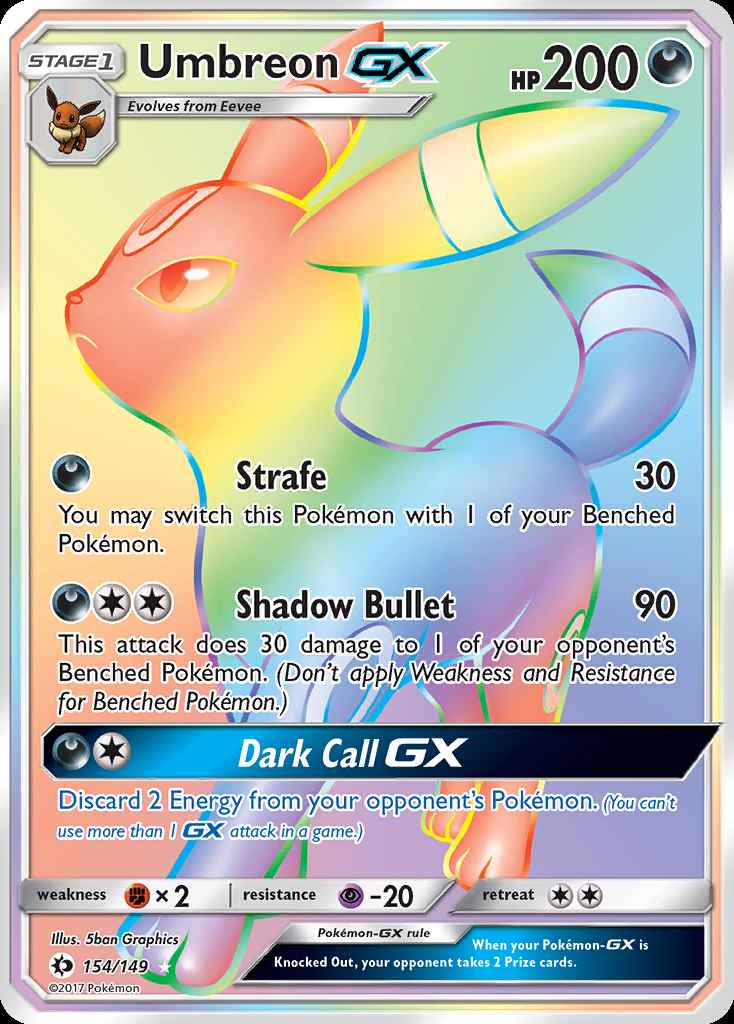 STAGE 1 Umbreon GX HP 200
Evolves from Eevee
Strafe 30
You may switch this Pokémon with 1 of your Benched
Pokémon.
Shadow Bullet 90
This attack does 30 damage to 1 of your opponent's
Benched Pokémon. (Don't apply Weakness and Resistance
for Benched Pokémon.)
Dark Call GX
Discard 2 Energy from your opponent's Pokémon. (You can't
use more than 1 GX attack in a game.)
weakness × 2 resistance -20 retreat
Illus. 5ban Graphics
154/149
©2017 Pokémon
Pokémon-GX rule
When your Pokémon-GX is
Knocked Out, your opponent takes 2 Prize cards.